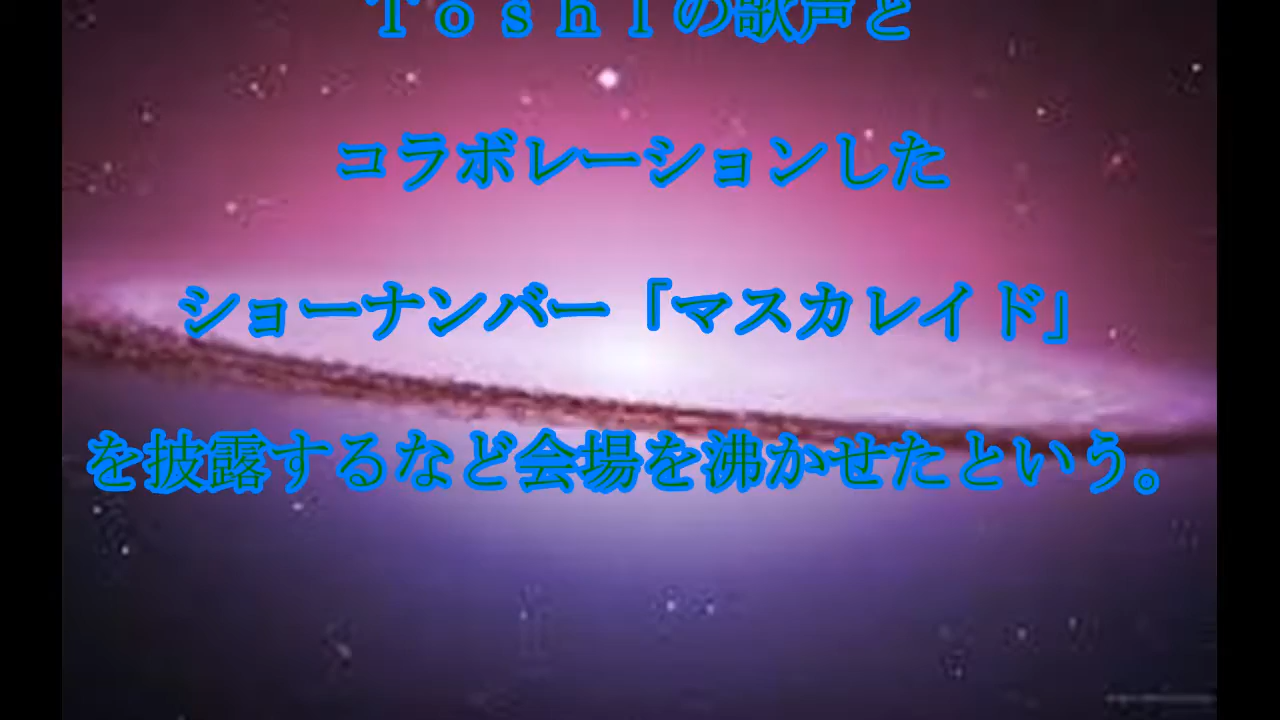 Ｔｏｓｈｌの歌声と
コラボレーションした
ショーナンバー「マスカレイド」
を披露するなど会場を沸かせたという。